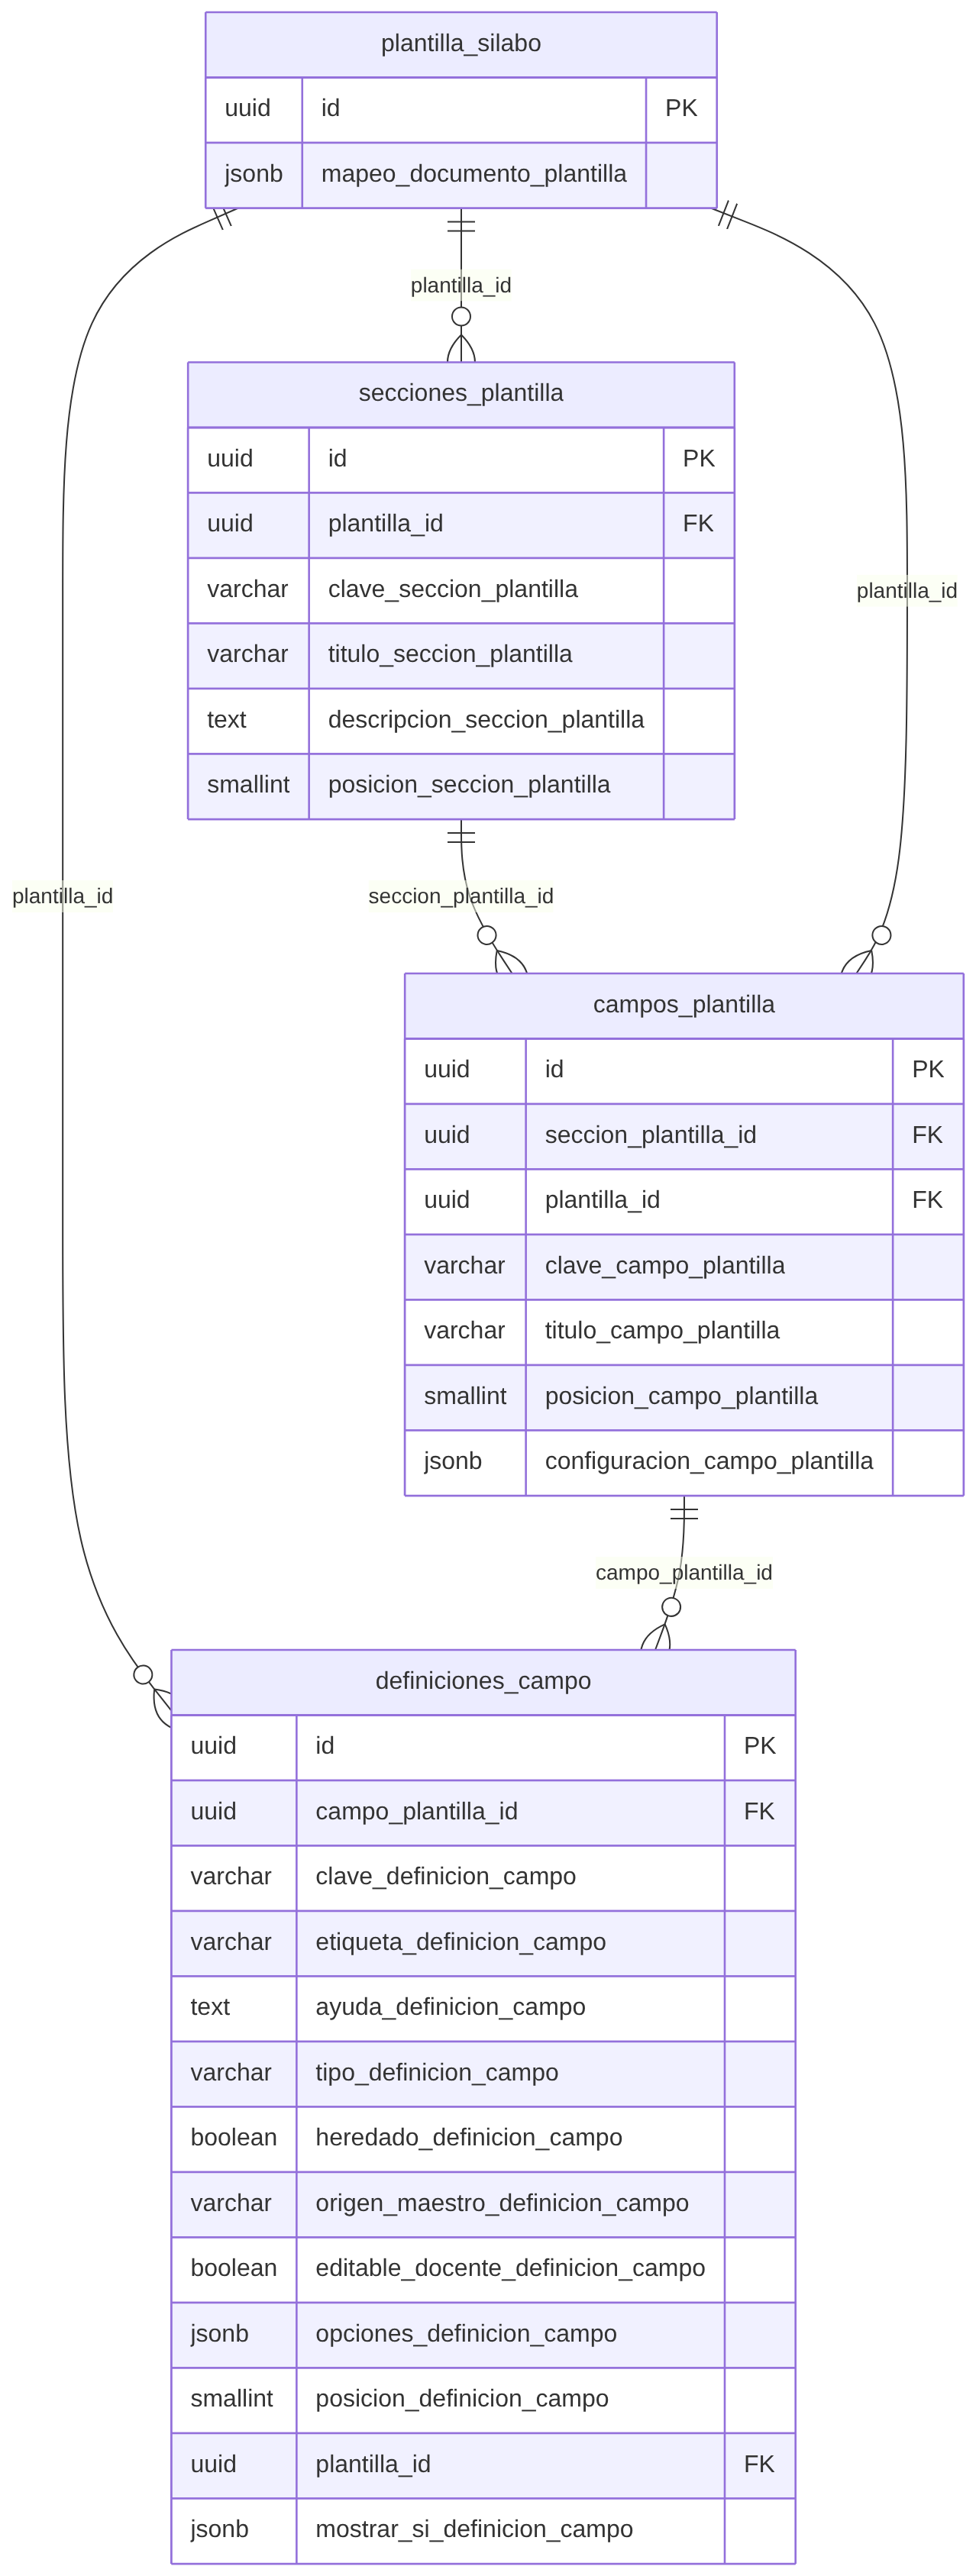 plantilla_silabo
uuid id PK
jsonb mapeo_documento_plantilla
plantilla_id
secciones_plantilla
uuid id PK
uuid plantilla_id FK
varchar clave_seccion_plantilla
varchar titulo_seccion_plantilla
text descripcion_seccion_plantilla
smallint posicion_seccion_plantilla
plantilla_id
plantilla_id
seccion_plantilla_id
campos_plantilla
uuid id PK
uuid seccion_plantilla_id FK
uuid plantilla_id FK
varchar clave_campo_plantilla
varchar titulo_campo_plantilla
smallint posicion_campo_plantilla
jsonb configuracion_campo_plantilla
campo_plantilla_id
definiciones_campo
uuid id PK
uuid campo_plantilla_id FK
varchar clave_definicion_campo
varchar etiqueta_definicion_campo
text ayuda_definicion_campo
varchar tipo_definicion_campo
boolean heredado_definicion_campo
varchar origen_maestro_definicion_campo
boolean editable_docente_definicion_campo
jsonb opciones_definicion_campo
smallint posicion_definicion_campo
uuid plantilla_id FK
jsonb mostrar_si_definicion_campo